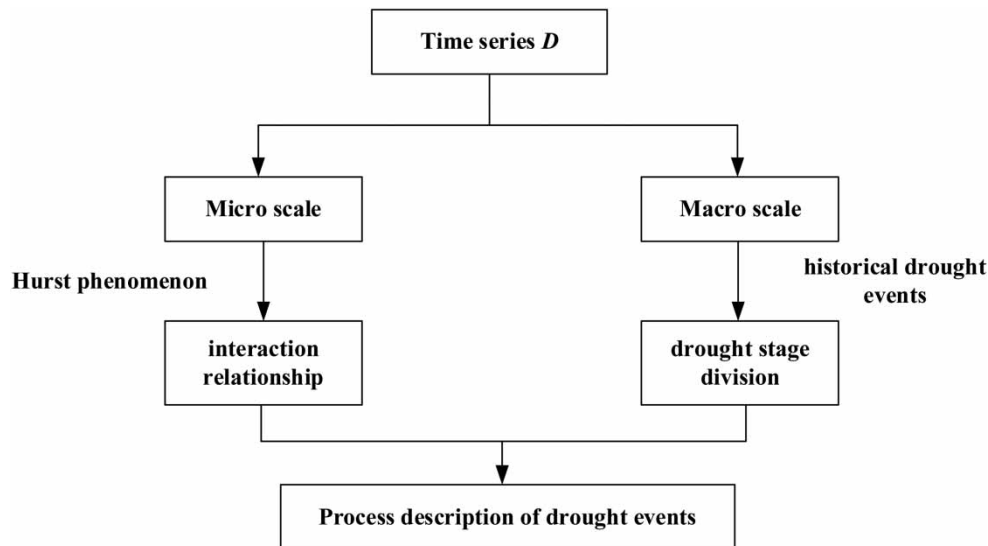 Time series D
Micro scale
Macro scale
Hurst phenomenon
historical drought
events
interaction
relationship
drought stage
division
Process description of drought events